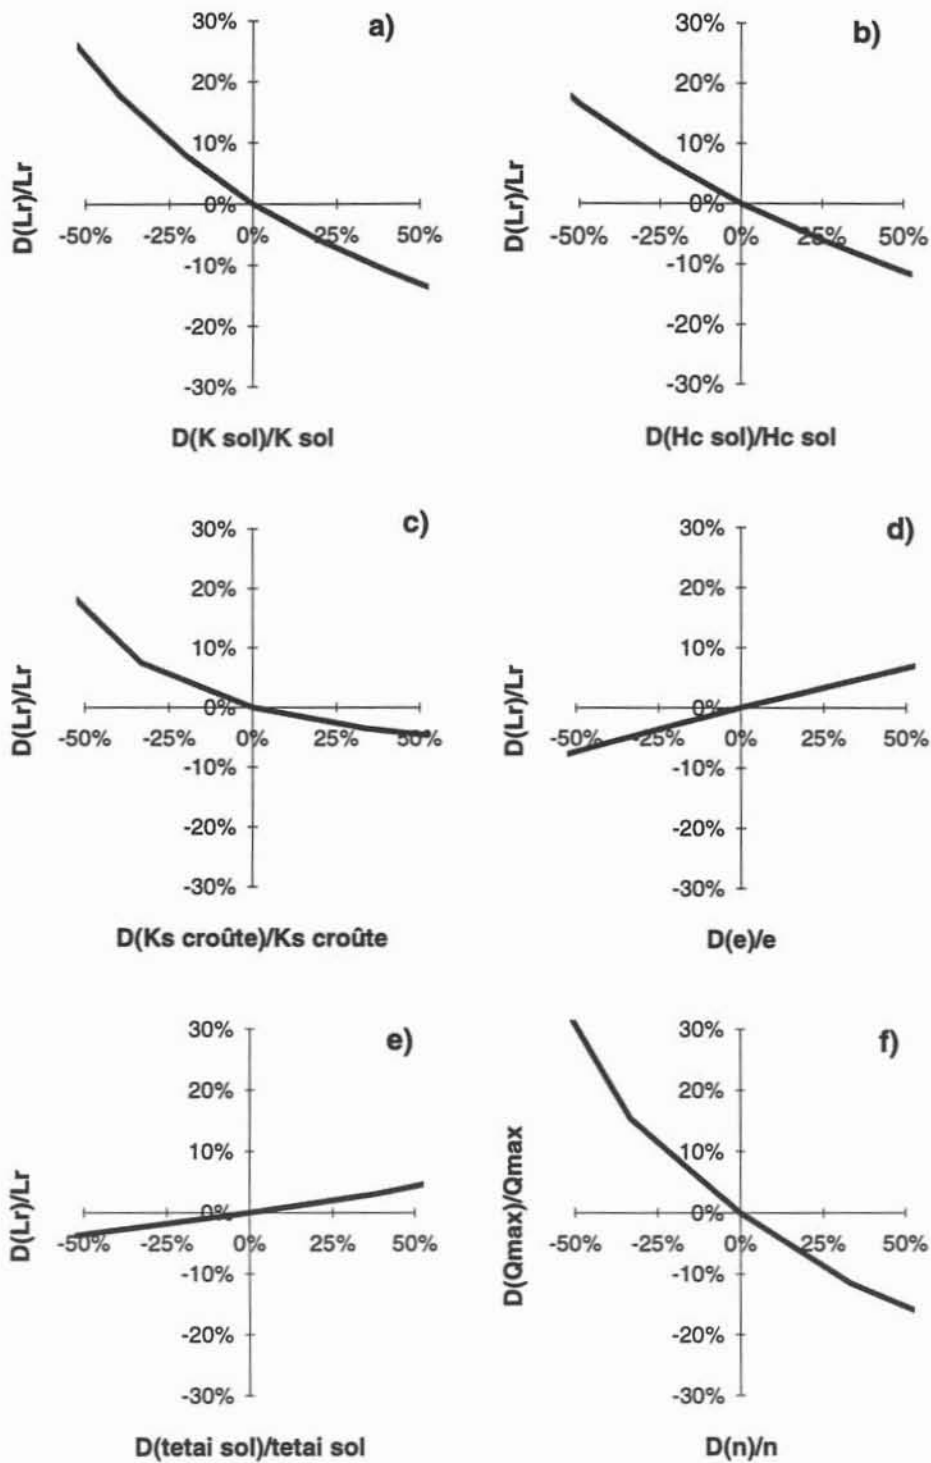 30%
a)
20%
10%
D(Lr)/Lr
0%
-50% -25% 0% 25% 50%
-10%
-20%
-30%
D(K sol)/K sol
30%
b)
20%
10%
D(Lr)/Lr
0%
-50% -25% 0% 25% 50%
-10%
-20%
-30%
D(Hc sol)/Hc sol
30%
c)
20%
10%
D(Lr)/Lr
0%
-50% -25% 0% 25% 50%
-10%
-20%
-30%
D(Ks croûte)/Ks croûte
30%
d)
20%
10%
D(Lr)/Lr
0%
-50% -25% 0% 25% 50%
-10%
-20%
-30%
D(e)/e
30%
e)
20%
10%
D(Lr)/Lr
0%
-50% -25% 0% 25% 50%
-10%
-20%
-30%
D(tetai sol)/tetai sol
30%
f)
20%
10%
D(Qmax)/Qmax
0%
-50% -25% 0% 25% 50%
-10%
-20%
-30%
D(n)/n